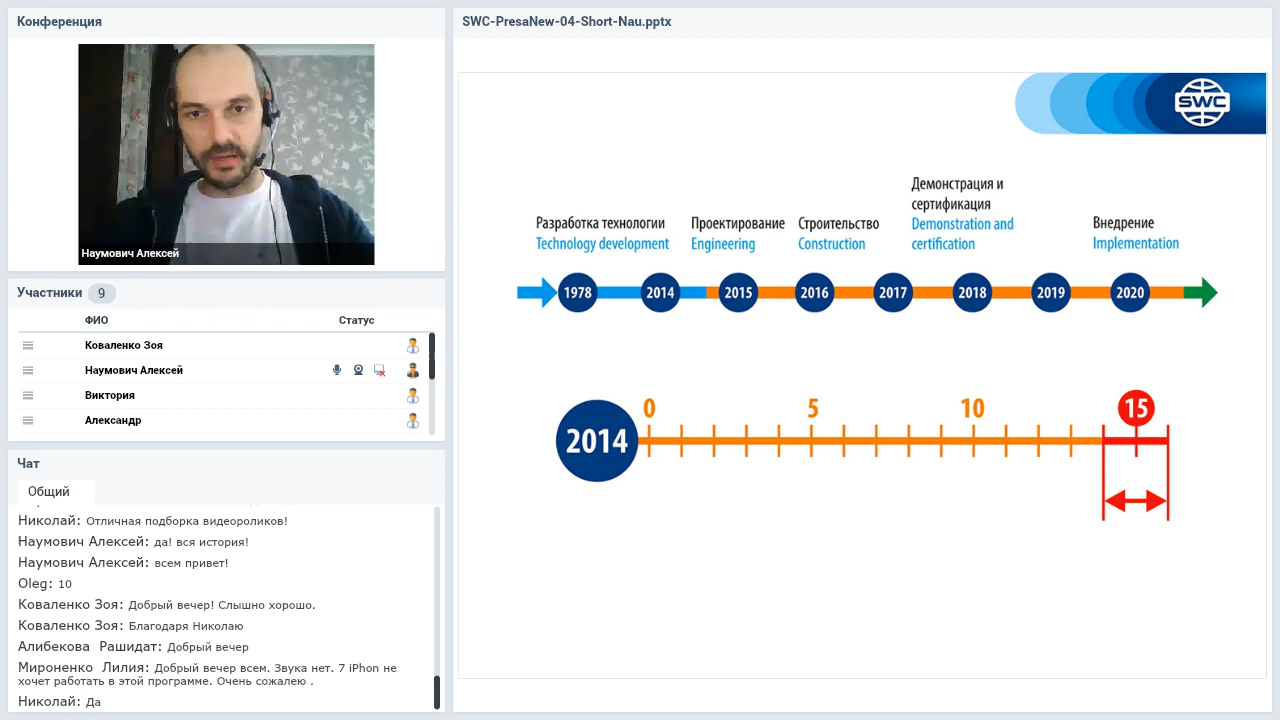 Конференция
Наумович Алексей
Участники 9
ФИО Статус
Коваленко Зоя
Наумович Алексей
Виктория
Александр
Чат
Общий
Николай: Отличная подборка видеороликов!
Наумович Алексей: да! вся история!
Наумович Алексей: всем привет!
Oleg: 10
Коваленко Зоя: Добрый вечер! Слышно хорошо.
Коваленко Зоя: Благодаря Николаю
Алибекова Рашидат: Добрый вечер
Мироненко Лилия: Добрый вечер всем. Звука нет. 7 iPhon не
хочет работать в этой программе. Очень сожалею .
Николай: Да
SWC-PresaNew-04-Short-Nau.pptx
SWC
Разработка технологии
Technology development
Проектирование
Engineering
Строительство
Construction
Демонстрация и
сертификация
Demonstration and
certification
Внедрение
Implementation
1978 2014 2015 2016 2017 2018 2019 2020
0 5 10 15
2014